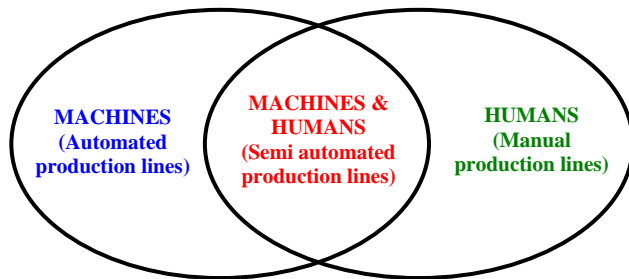 MACHINES
(Automated
production lines)
MACHINES &
HUMANS
(Semi automated
production lines)
HUMANS
(Manual
production lines)